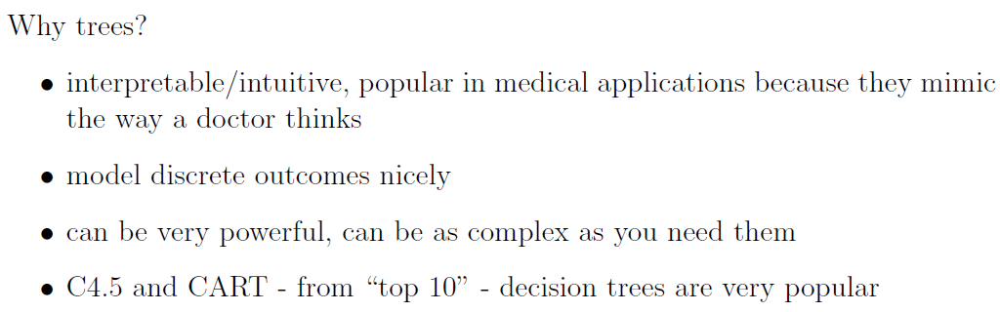 Why trees?
• interpretable/intuitive, popular in medical applications because they mimic
the way a doctor thinks
• model discrete outcomes nicely
• can be very powerful, can be as complex as you need them
• C4.5 and CART - from “top 10” - decision trees are very popular